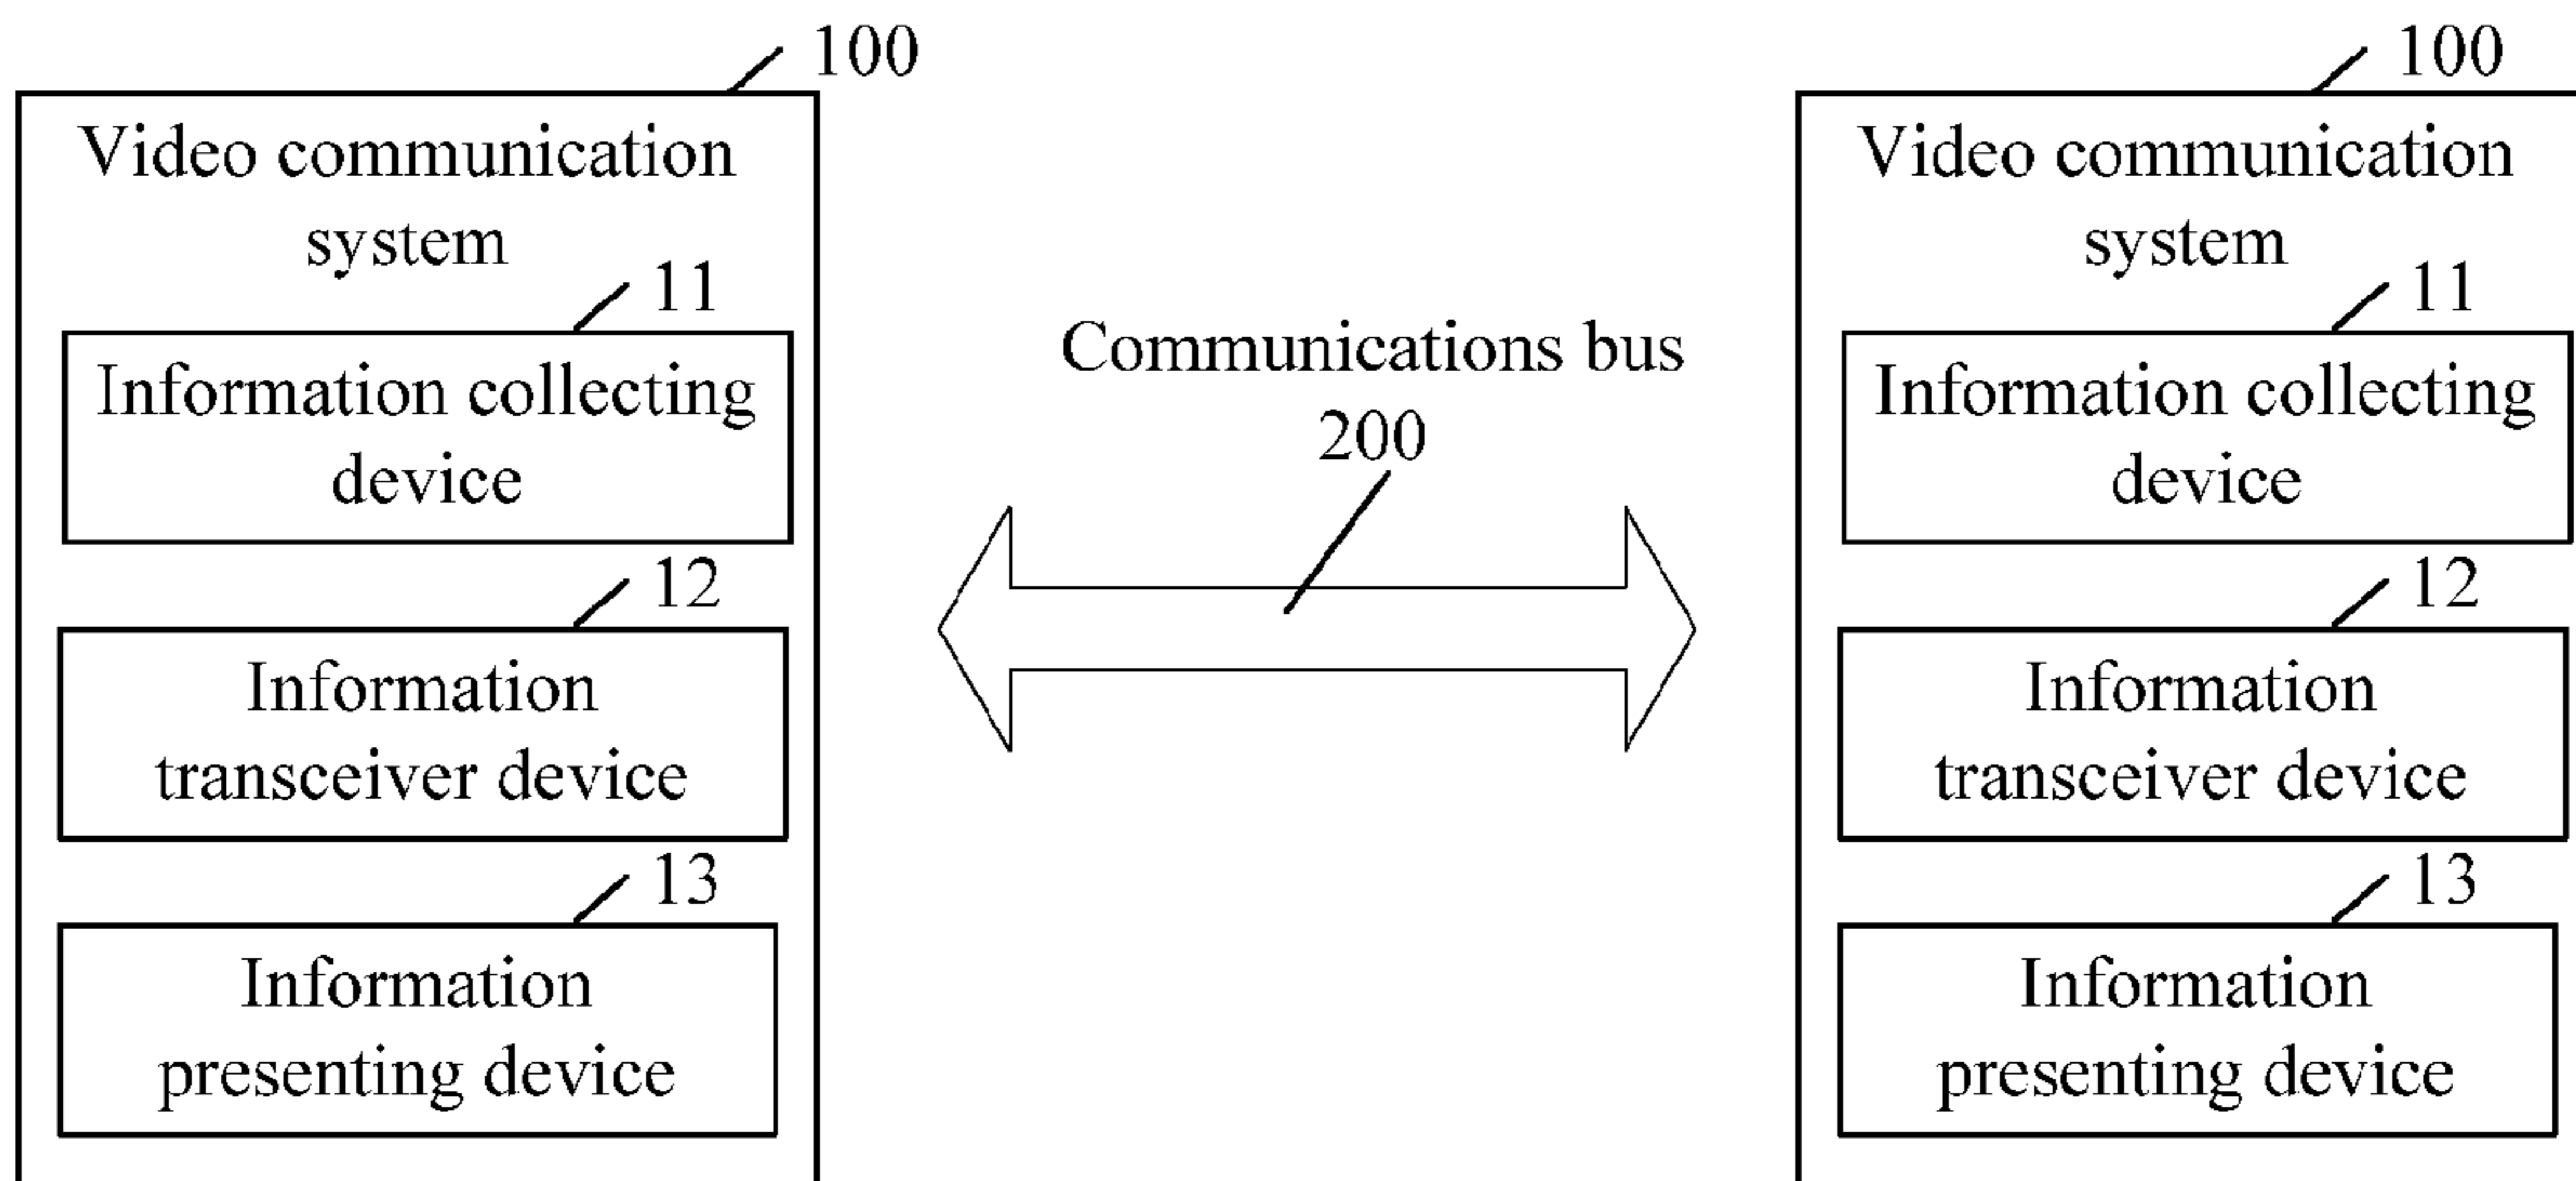 100
Video communication
system
11
Information collecting
device
12
Information
transceiver device
13
Information
presenting device
Communications bus
200
100
Video communication
system
11
Information collecting
device
12
Information
transceiver device
13
Information
presenting device